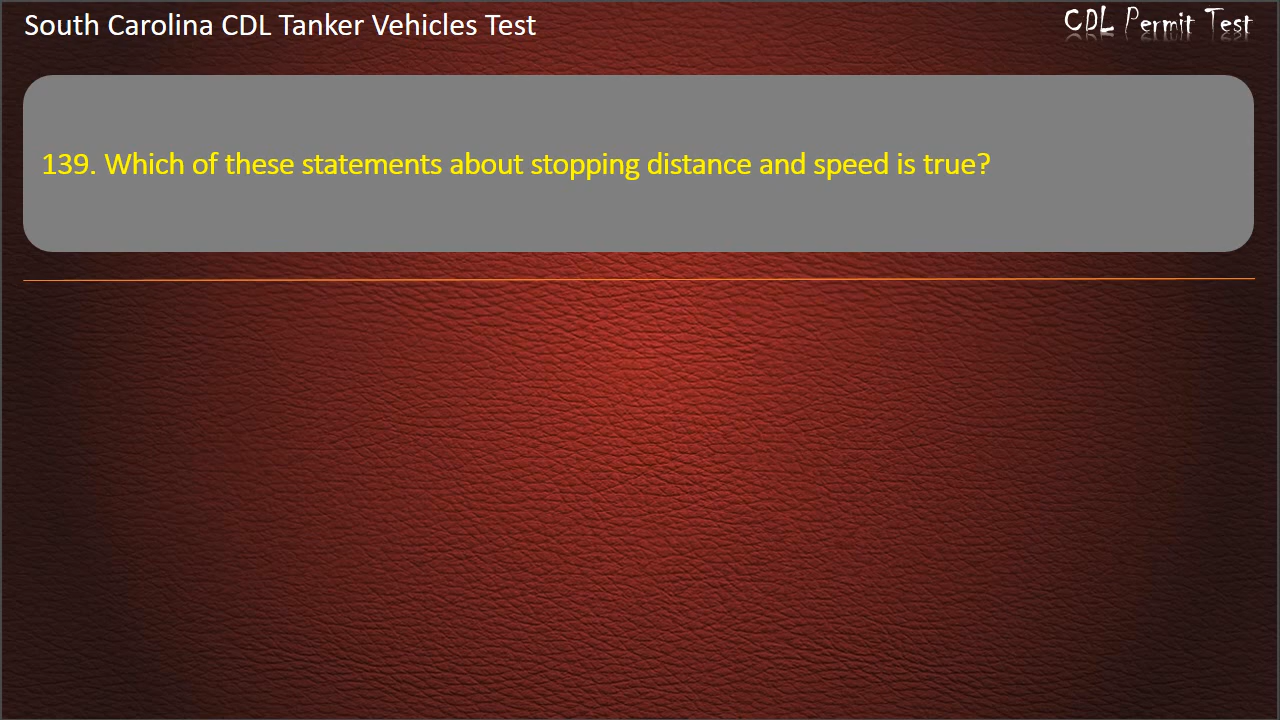 South Carolina CDL Tanker Vehicles Test
CDL Permit Test
139. Which of these statements about stopping distance and speed is true?